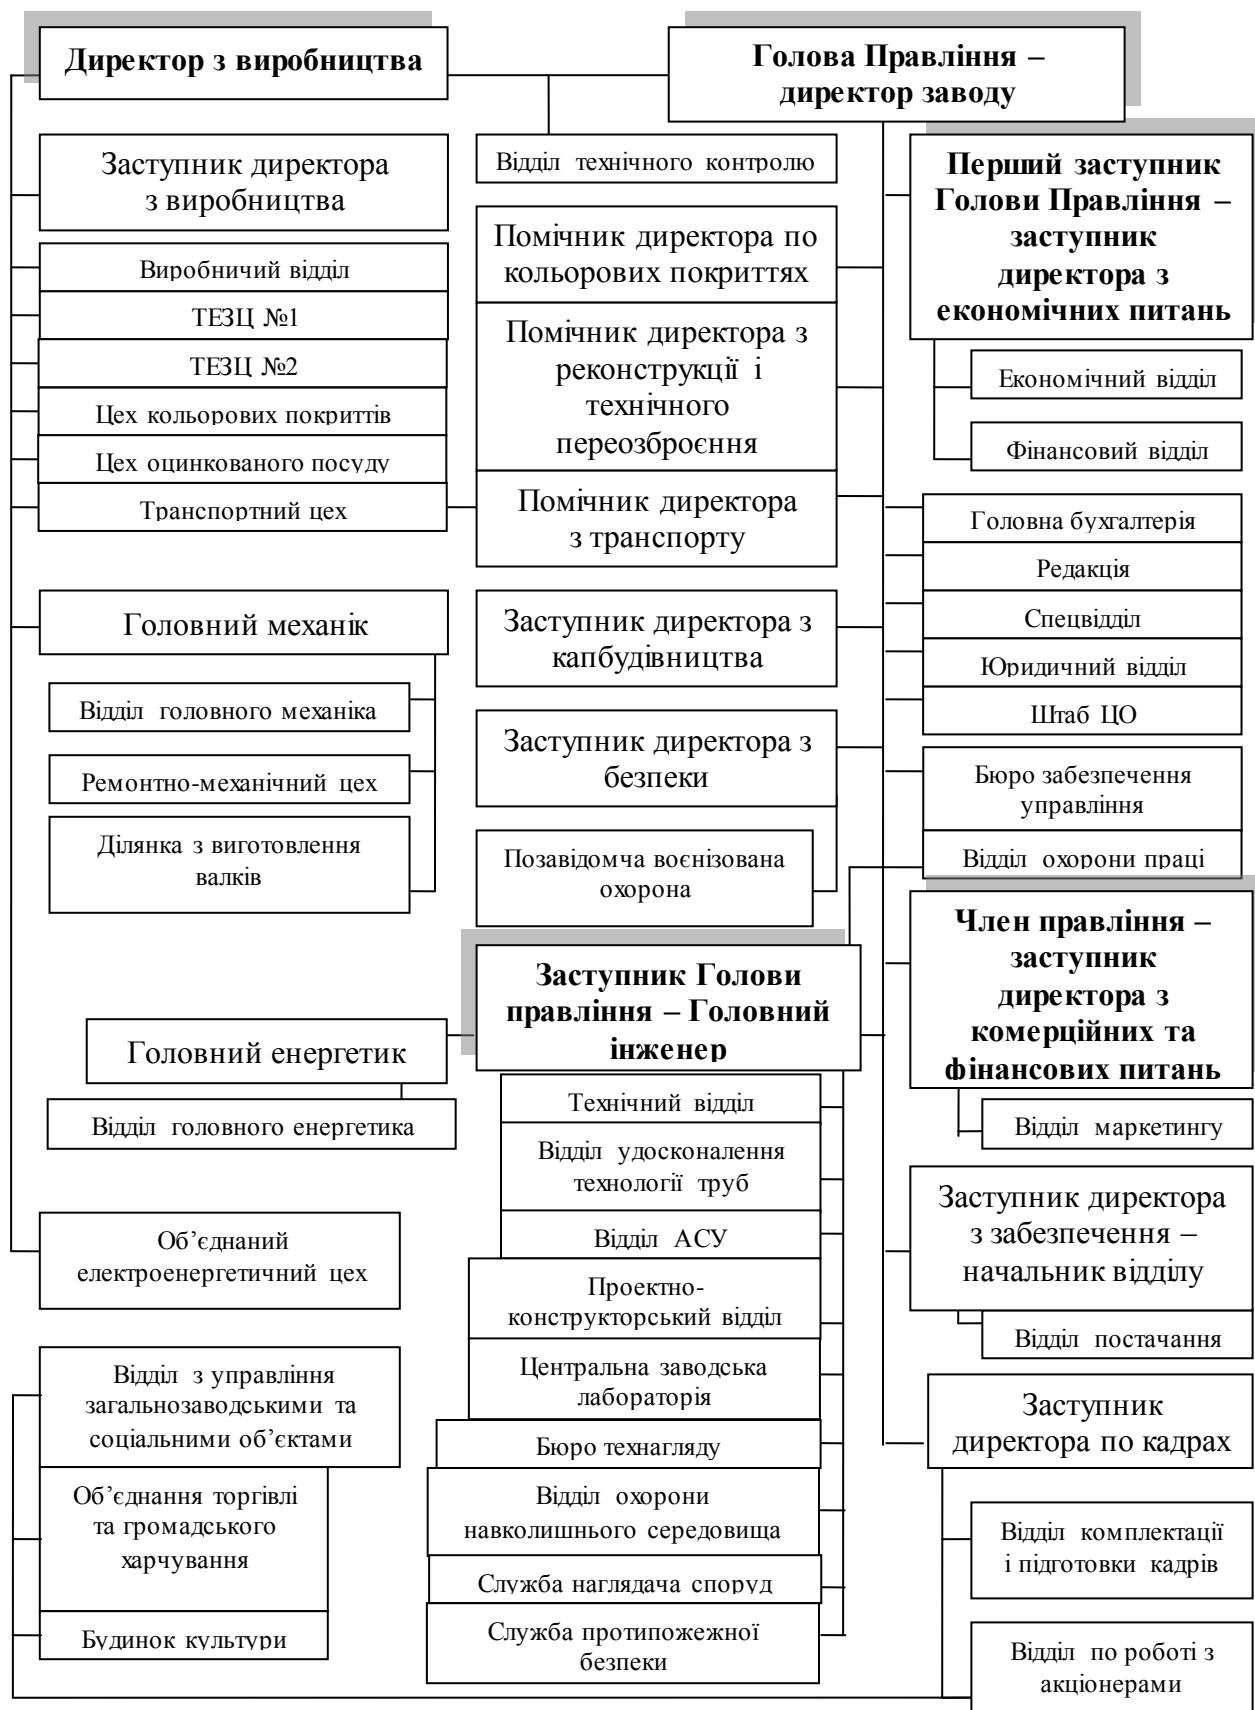 Директор з виробництва
Голова Правління –
директор заводу
Заступник директора
з виробництва
Виробничий відділ
ТЕЗЦ №1
ТЕЗЦ №2
Цех кольорових покриттів
Цех оцинкованого посуду
Транспортний цех
Головний механік
Відділ головного механіка
Ремонтно-механічний цех
Ділянка з виготовлення
валків
Головний енергетик
Відділ головного енергетика
Об’єднаний
електроенергетичний цех
Відділ з управління
загальнозаводськими та
соціальними об’єктами
Об’єднання торгівлі
та громадського
харчування
Будинок культури
Відділ технічного контролю
Помічник директора по
кольорових покриттях
Помічник директора з
реконструкції і
технічного
переозброєння
Помічник директора
з транспорту
Заступник директора з
капбудівництва
Заступник директора з
безпеки
Позавідомча воєнізована
охорона
Заступник Голови
правління – Головний
інженер
Технічний відділ
Відділ удосконалення
технології труб
Відділ АСУ
Проектно-
конструкторський відділ
Центральна заводська
лабораторія
Бюро технагляду
Відділ охорони
навколишнього середовища
Служба наглядача споруд
Служба протипожежної
безпеки
Перший заступник
Голови Правління –
заступник
директора з
економічних питань
Економічний відділ
Фінансовий відділ
Головна бухгалтерія
Редакція
Спецвідділ
Юридичний відділ
Штаб ЦО
Бюро забезпечення
управління
Відділ охорони праці
Член правління –
заступник
директора з
комерційних та
фінансових питань
Відділ маркетингу
Заступник директора
з забезпечення –
начальник відділу
Відділ постачання
Заступник
директора по кадрах
Відділ комплектації
і підготовки кадрів
Відділ по роботі з
акціонерами